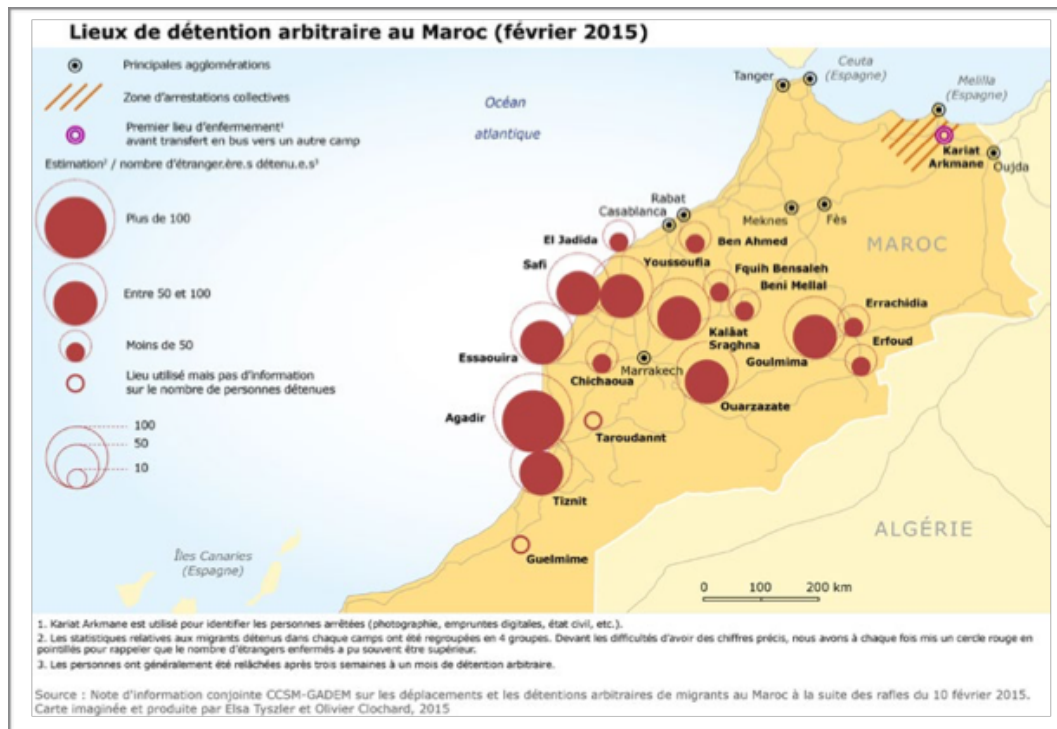 Lieux de détention arbitraire au Maroc (février 2015)
Principales agglomérations
Zone d'arrestations collectives
Premier lieu d'enfermement¹
avant transfert en bus vers un autre camp
Estimation² / nombre d'étranger.ère.s détenu.e.s³
Plus de 100
Entre 50 et 100
Moins de 50
Lieu utilisé mais pas d'information
sur le nombre de personnes détenues
100
50
10
Océan
atlantique
Tanger
Ceuta
(Espagne)
Melilla
(Espagne)
Kariat
Arkmane
Oujda
Rabat
Casablanca
Meknes
Fès
MAROC
El Jadida
Ben Ahmed
Safi
Youssoufia
Fquih Bensaleh
Beni Mellal
Errachidia
Essaouira
Kalâat
Sraghna
Goulmima
Erfoud
Chichaoua
Marrakech
Ouarzazate
Agadir
Taroudannt
Tiznit
Guelmime
ALGÉRIE
Îles Canaries
(Espagne)
0 100 200 km
1. Kariat Arkmane est utilisé pour identifier les personnes arrêtées (photographie, empruntes digitales, état civil, etc.).
2. Les statistiques relatives aux migrants détenus dans chaque camps ont été regroupées en 4 groupes. Devant les difficultés d'avoir des chiffres précis, nous avons à chaque fois mis un cercle rouge en
pointillés pour rappeler que le nombre d'étrangers enfermés a pu souvent être supérieur.
3. Les personnes ont généralement été relâchées après trois semaines à un mois de détention arbitraire.
Source : Note d'information conjointe CCSM-GADEM sur les déplacements et les détentions arbitraires de migrants au Maroc à la suite des rafles du 10 février 2015.
Carte imaginée et produite par Elsa Tyszler et Olivier Clochard, 2015